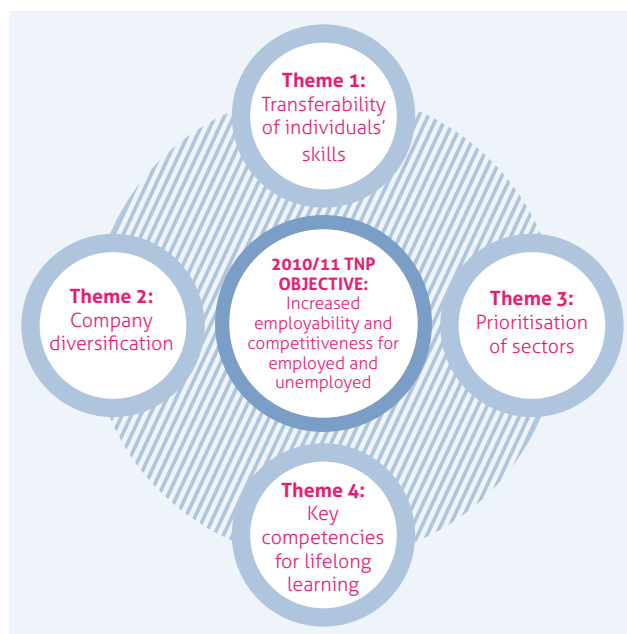 Theme 1:
Transferability
of individuals’
skills
Theme 2:
Company
diversification
2010/11 TNP
OBJECTIVE:
Increased
employability and
competitiveness for
employed and
unemployed
Theme 3:
Prioritisation
of sectors
Theme 4:
Key
competencies
for lifelong
learning